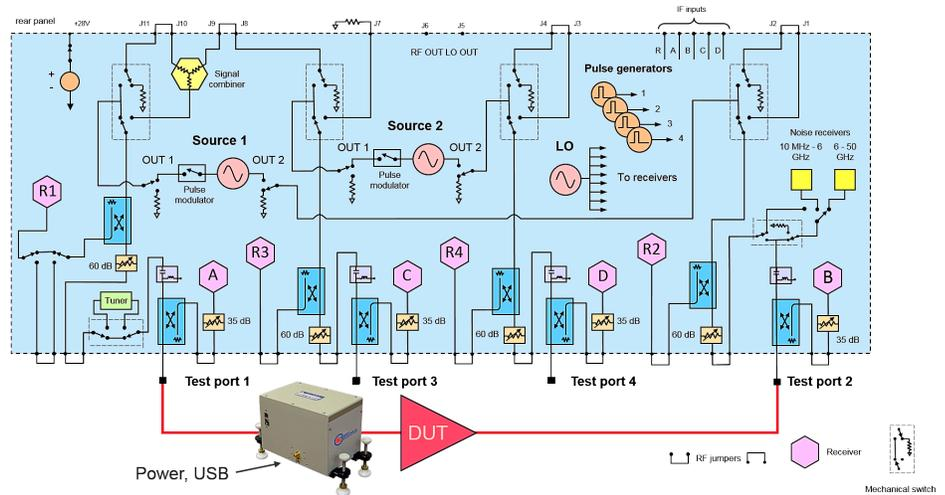 rear panel
+28V
J11
J10
J9
J8
J7
J6
J5
J4
J3
IF inputs
J2
J1
RF OUT LO OUT
R A B C D
+
-
Signal
combiner
Pulse generators
1
2
3
4
Source 1
Source 2
OUT 1
OUT 2
OUT 1
OUT 2
Pulse
modulator
Pulse
modulator
LO
To receivers
Noise receivers
10 MHz - 6
GHz
6 - 50
GHz
R1
R3
R4
R2
A
C
D
B
60 dB
35 dB
60 dB
35 dB
60 dB
35 dB
60 dB
35 dB
Tuner
Test port 1
Test port 3
Test port 4
Test port 2
DUT
Power, USB
RF jumpers
Receiver
Mechanical switch